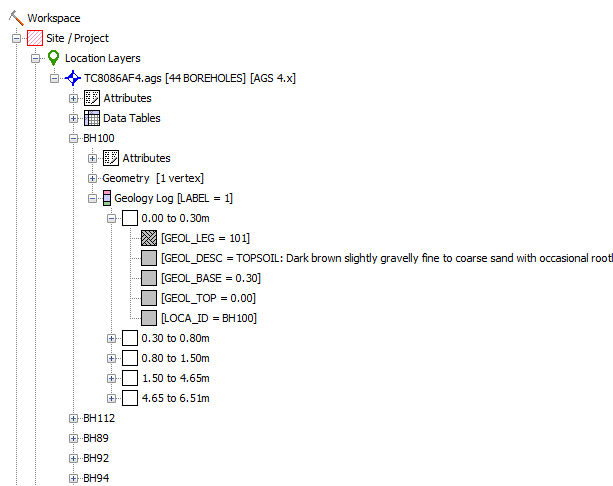 Workspace
Site / Project
Location Layers
TC8086AF4.ags [44 BOREHOLES] [AGS 4.x]
Attributes
Data Tables
BH100
Attributes
Geometry [1 vertex]
Geology Log [LABEL = 1]
0.00 to 0.30m
[GEOL_LEG = 101]
[GEOL_DESC = TOPSOIL: Dark brown slightly gravelly fine to coarse sand with occasional rootl
[GEOL_BASE = 0.30]
[GEOL_TOP = 0.00]
[LOCA_ID = BH100]
0.30 to 0.80m
0.80 to 1.50m
1.50 to 4.65m
4.65 to 6.51m
BH112
BH89
BH92
BH94